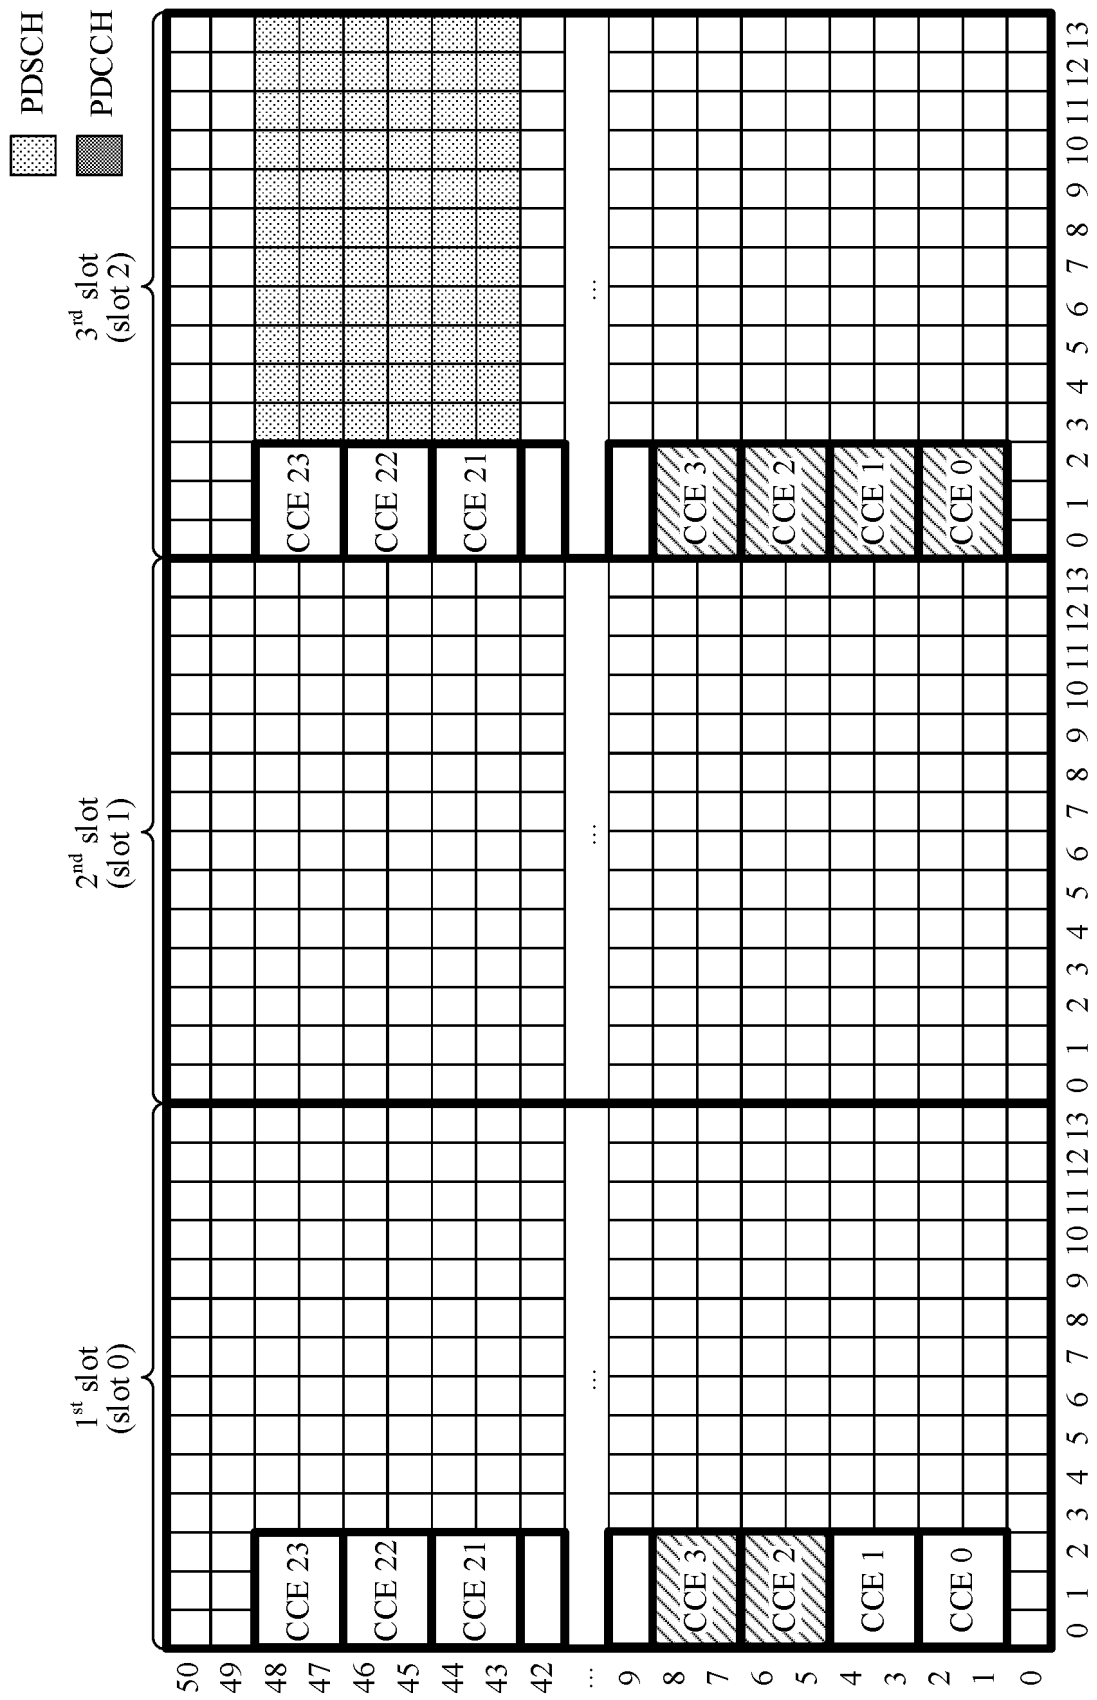 PDSCH
PDCCH
1st slot
(slot 0)
2nd slot
(slot 1)
3rd slot
(slot 2)
50
49
48
47
46
45
44
43
42
...
9
8
7
6
5
4
3
2
1
0
CCE 23
CCE 22
CCE 21
CCE 3
CCE 2
CCE 1
CCE 0
...
...
CCE 23
CCE 22
CCE 21
...
CCE 3
CCE 2
CCE 1
CCE 0
0 1 2 3 4 5 6 7 8 9 10 11 12 13 0 1 2 3 4 5 6 7 8 9 10 11 12 13 0 1 2 3 4 5 6 7 8 9 10 11 12 13